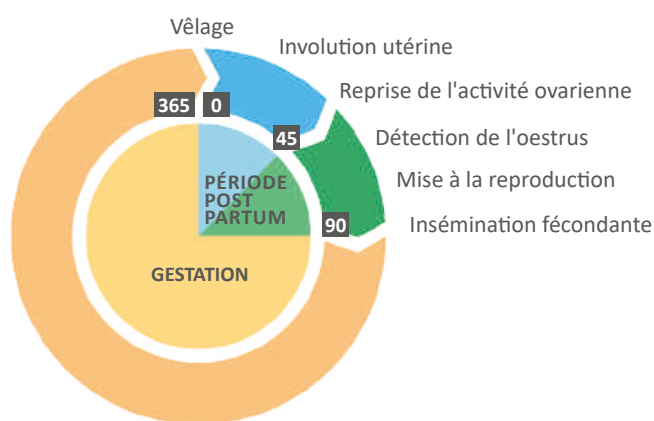 Vêlage
Involution utérine
Reprise de l'activité ovarienne
365 0
45
Détection de l'oestrus
PÉRIODE
POST
PARTUM
Mise à la reproduction
90
Insémination fécondante
GESTATION